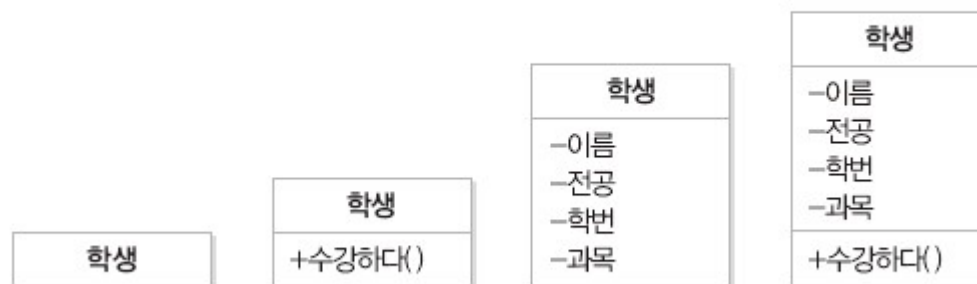 학생
학생
+수강하다()
학생
-이름
-전공
-학번
-과목
학생
-이름
-전공
-학번
-과목
+수강하다()